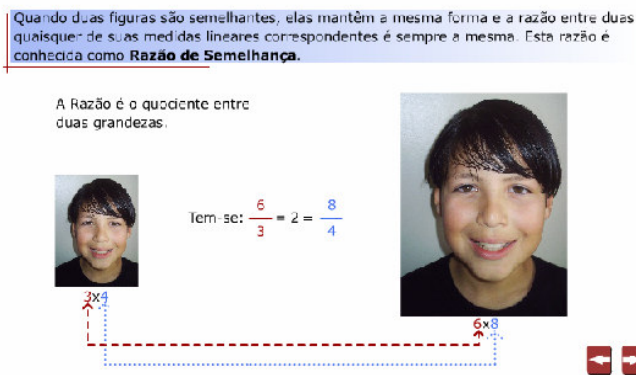 Quando duas figuras são semelhantes, elas mantêm a mesma forma e a razão entre duas
quaisquer de suas medidas lineares correspondentes é sempre a mesma. Esta razão é
conhecida como Razão de Semelhança.
A Razão é o quociente entre
duas grandezas.
Tem-se: 6/3 = 2 = 8/4
3x4
6x8